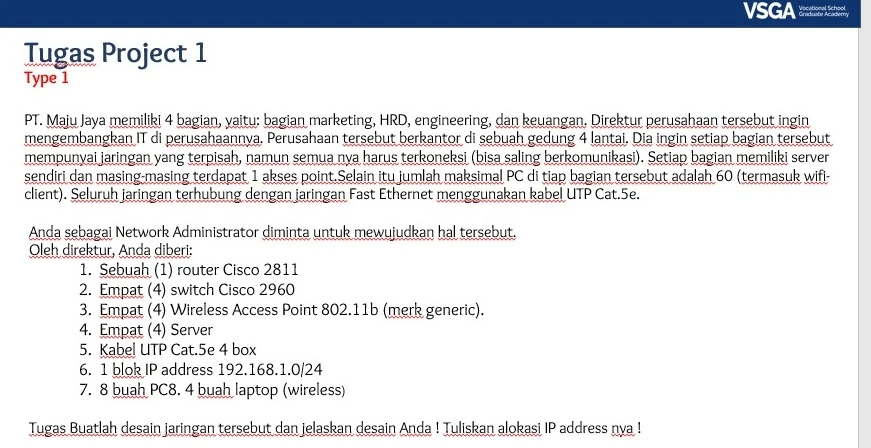 VSGA Vocational School
Graduate Academy
Tugas Project 1
Type 1
PT. Maju Jaya memiliki 4 bagian, yaitu: bagian marketing, HRD, engineering, dan keuangan. Direktur perusahaan tersebut ingin
mengembangkan IT di perusahaannya. Perusahaan tersebut berkantor di sebuah gedung 4 lantai. Dia ingin setiap bagian tersebut
mempunyai jaringan yang terpisah, namun semua nya harus terkoneksi (bisa saling berkomunikasi). Setiap bagian memiliki server
sendiri dan masing-masing terdapat 1 akses point.Selain itu jumlah maksimal PC di tiap bagian tersebut adalah 60 (termasuk wifi-
client). Seluruh jaringan terhubung dengan jaringan Fast Ethernet menggunakan kabel UTP Cat.5e.
Anda sebagai Network Administrator diminta untuk mewujudkan hal tersebut.
Oleh direktur, Anda diberi:
1. Sebuah (1) router Cisco 2811
2. Empat (4) switch Cisco 2960
3. Empat (4) Wireless Access Point 802.11b (merk generic).
4. Empat (4) Server
5. Kabel UTP Cat.5e 4 box
6. 1 blok IP address 192.168.1.0/24
7. 8 buah PC8. 4 buah laptop (wireless)
Tugas Buatlah desain jaringan tersebut dan jelaskan desain Anda ! Tuliskan alokasi IP address nya !